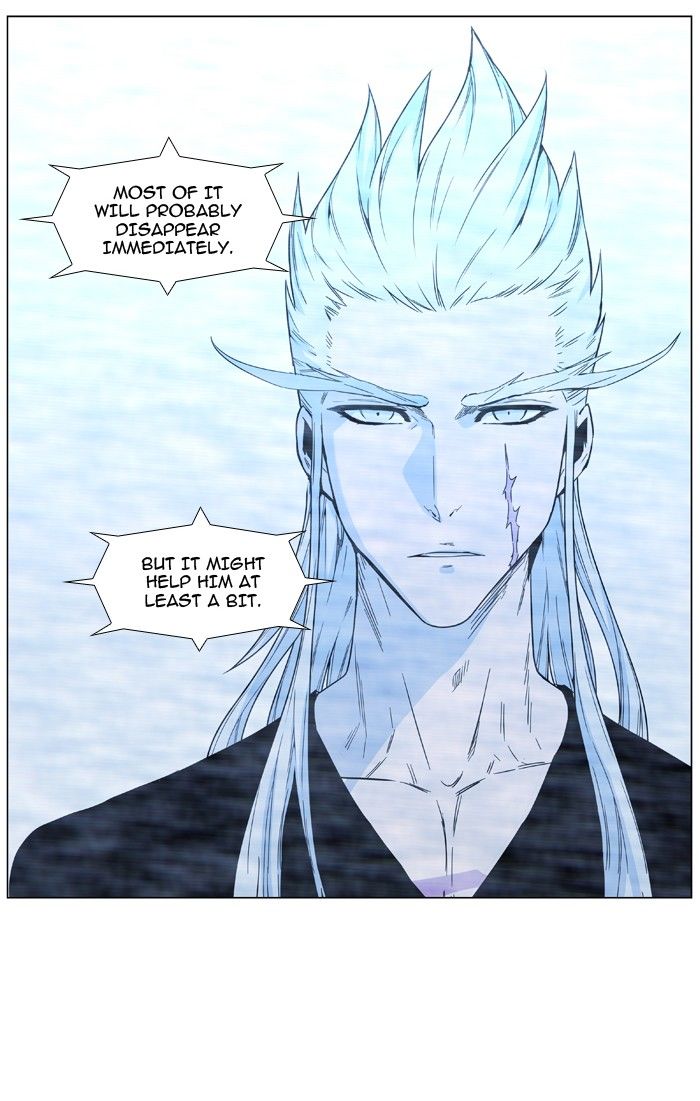 MOST OF IT
WILL PROBABLY
DISAPPEAR
IMMEDIATELY.
BUT IT MIGHT
HELP HIM AT
LEAST A BIT.